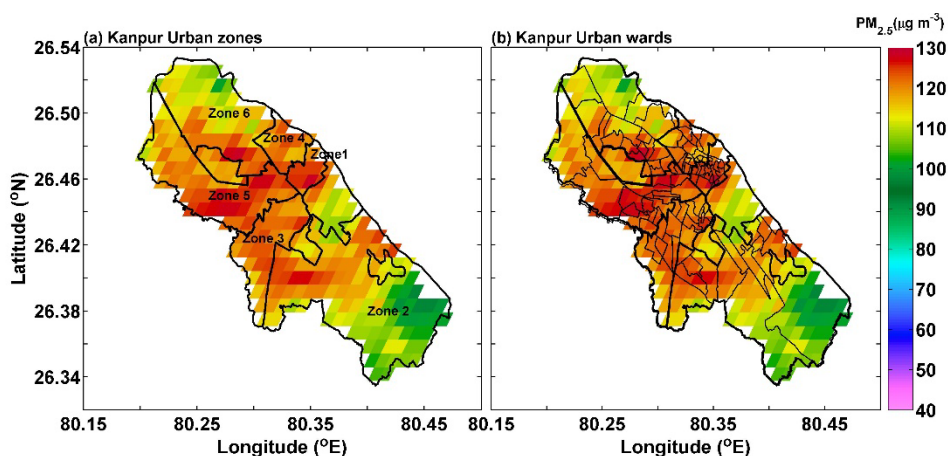 PM2.5(μg m-3)
(a) Kanpur Urban zones
(b) Kanpur Urban wards
26.54
26.50
26.46
26.42
26.38
26.34
Latitude (oN)
Zone 6
Zone 4
Zone1
Zone 5
Zone 3
Zone 2
80.15
80.25
80.35
80.45
80.15
80.25
80.35
80.45
Longitude (oE)
Longitude (oE)
130
120
110
100
90
80
70
60
50
40